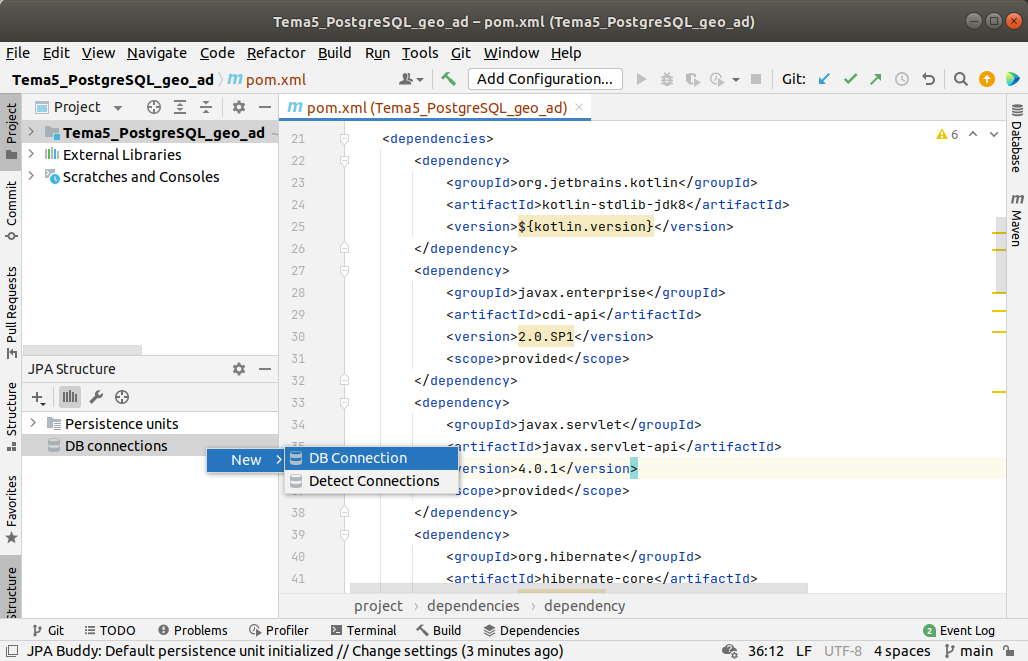 Tema5_PostgreSQL_geo_ad – pom.xml (Tema5_PostgreSQL_geo_ad)
File Edit View Navigate Code Refactor Build Run Tools Git Window Help
Tema5_PostgreSQL_geo_ad m pom.xml Add Configuration... Git:
Project
m pom.xml (Tema5_PostgreSQL_geo_ad)
Tema5_PostgreSQL_geo_ad
External Libraries
Scratches and Consoles
JPA Structure
Persistence units
DB connections
New
DB Connection
Detect Connections
6
21 <dependencies>
22 <dependency>
23 <groupId>org.jetbrains.kotlin</groupId>
24 <artifactId>kotlin-stdlib-jdk8</artifactId>
25 <version>${kotlin.version}</version>
26 </dependency>
27 <dependency>
28 <groupId>javax.enterprise</groupId>
29 <artifactId>cdi-api</artifactId>
30 <version>2.0.SP1</version>
31 <scope>provided</scope>
32 </dependency>
33 <dependency>
34 <groupId>javax.servlet</groupId>
artifactId>javax.servlet-api</artifactId>
version>4.0.1</version>
scope>provided</scope>
38 </dependency>
39 <dependency>
40 <groupId>org.hibernate</groupId>
41 <artifactId>hibernate-core</artifactId>
project › dependencies › dependency
Project
Commit
Pull Requests
Structure
Favorites
Structure
Database
m Maven
Git TODO Problems Profiler Terminal Build Dependencies 2 Event Log
JPA Buddy: Default persistence unit initialized // Change settings (3 minutes ago) 36:12 LF UTF-8 4 spaces main